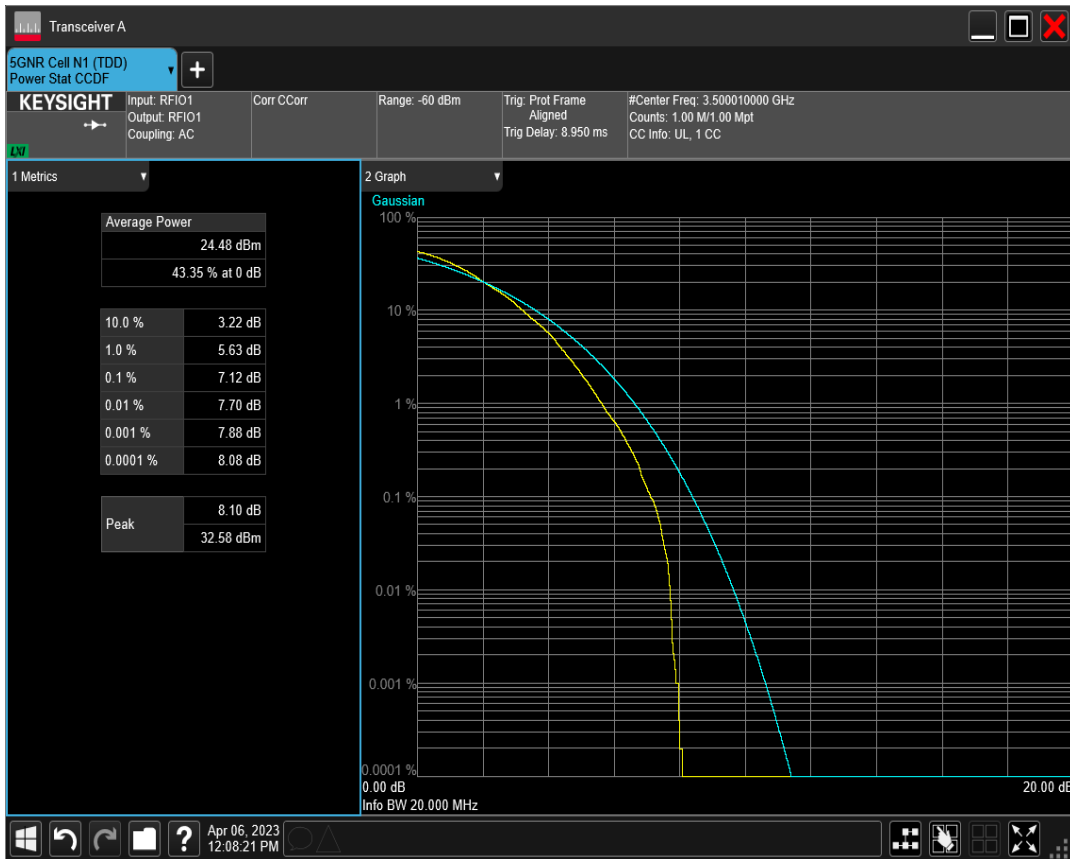 Transceiver A
5GNR Cell N1 (TDD)
Power Stat CCDF
KEYSIGHT
LXI
Input: RFIO1
Output: RFIO1
Coupling: AC
Corr CCorr
Range: -60 dBm
Trig: Prot Frame
Aligned
Trig Delay: 8.950 ms
#Center Freq: 3.500010000 GHz
Counts: 1.00 M/1.00 Mpt
CC Info: UL, 1 CC
1 Metrics
Average Power
24.48 dBm
43.35 % at 0 dB
10.0 % 3.22 dB
1.0 % 5.63 dB
0.1 % 7.12 dB
0.01 % 7.70 dB
0.001 % 7.88 dB
0.0001 % 8.08 dB
Peak
8.10 dB
32.58 dBm
2 Graph
Gaussian
100 %
10 %
1 %
0.1 %
0.01 %
0.001 %
0.0001 %
0.00 dB 20.00 dB
Info BW 20.000 MHz
Apr 06, 2023
12:08:21 PM